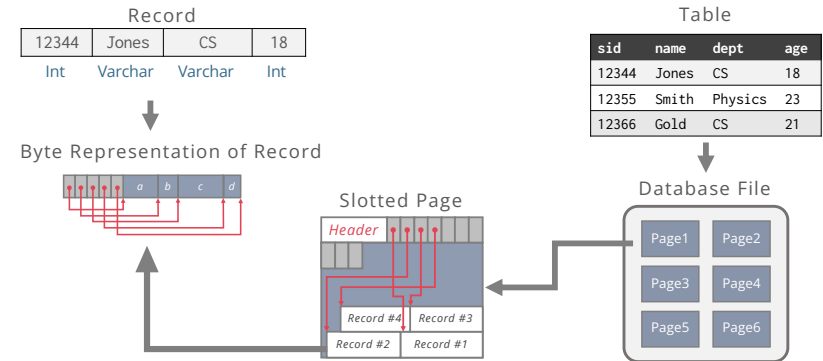 Record
12344 Jones CS 18
Int Varchar Varchar Int
Byte Representation of Record
a b c d
Slotted Page
Header
Record #4 Record #3
Record #2 Record #1
Table
sid name dept age
12344 Jones CS 18
12355 Smith Physics 23
12366 Gold CS 21
Database File
Page1 Page2
Page3 Page4
Page5 Page6